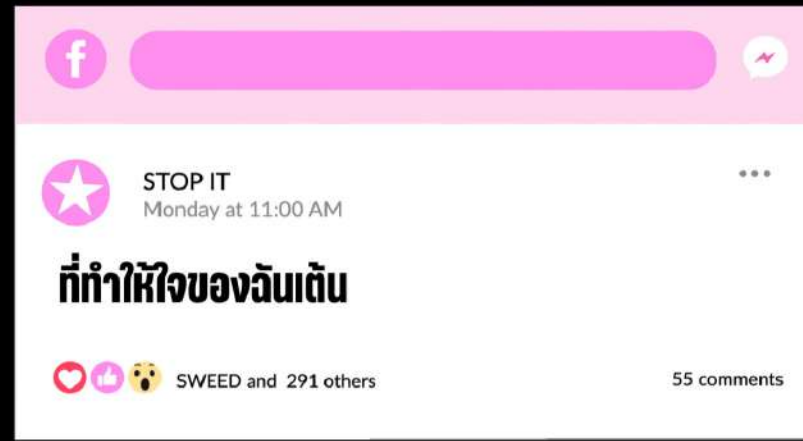 f
STOP IT
Monday at 11:00 AM
ที่ทำให้ใจของฉันเต้น
SWEED and 291 others
55 comments